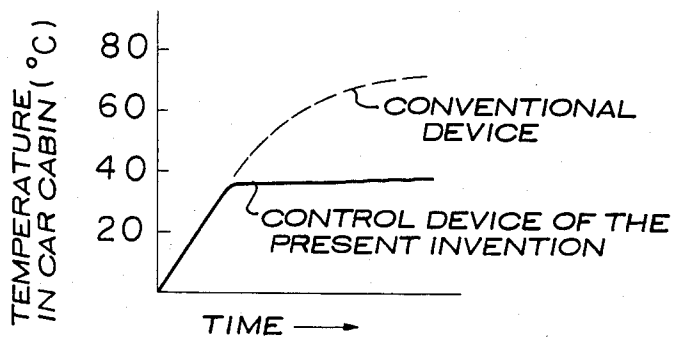 TEMPERATURE
IN CAR CABIN (°C)
80
60
40
20
CONVENTIONAL
DEVICE
CONTROL DEVICE OF THE
PRESENT INVENTION
TIME